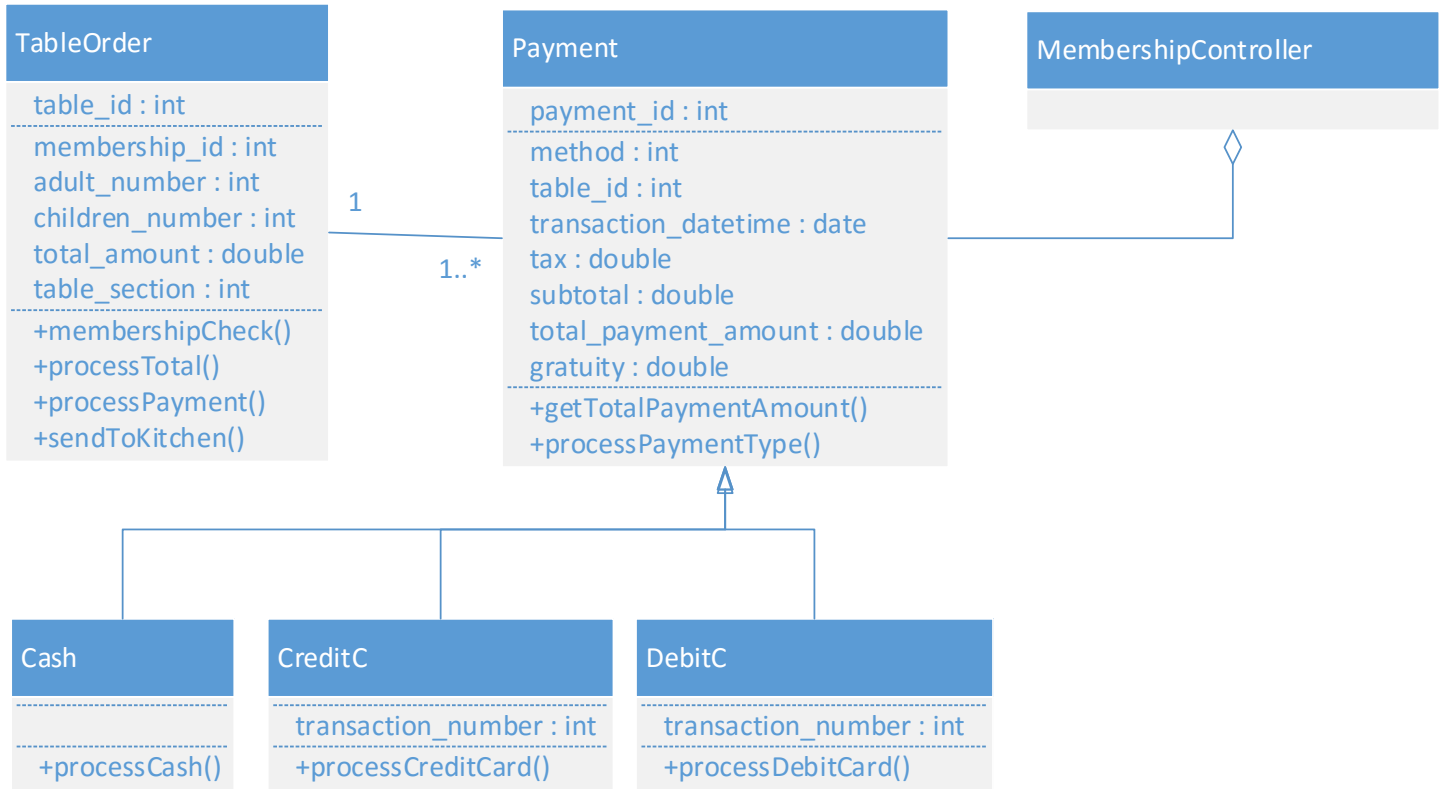 TableOrder
table_id : int
membership_id : int
adult_number : int
children_number : int
total_amount : double
table_section : int
+membershipCheck()
+processTotal()
+processPayment()
+sendToKitchen()
1
1..*
Payment
payment_id : int
method : int
table_id : int
transaction_datetime : date
tax : double
subtotal : double
total_payment_amount : double
gratuity : double
+getTotalPaymentAmount()
+processPaymentType()
MembershipController
Cash
+processCash()
CreditC
transaction_number : int
+processCreditCard()
DebitC
transaction_number : int
+processDebitCard()